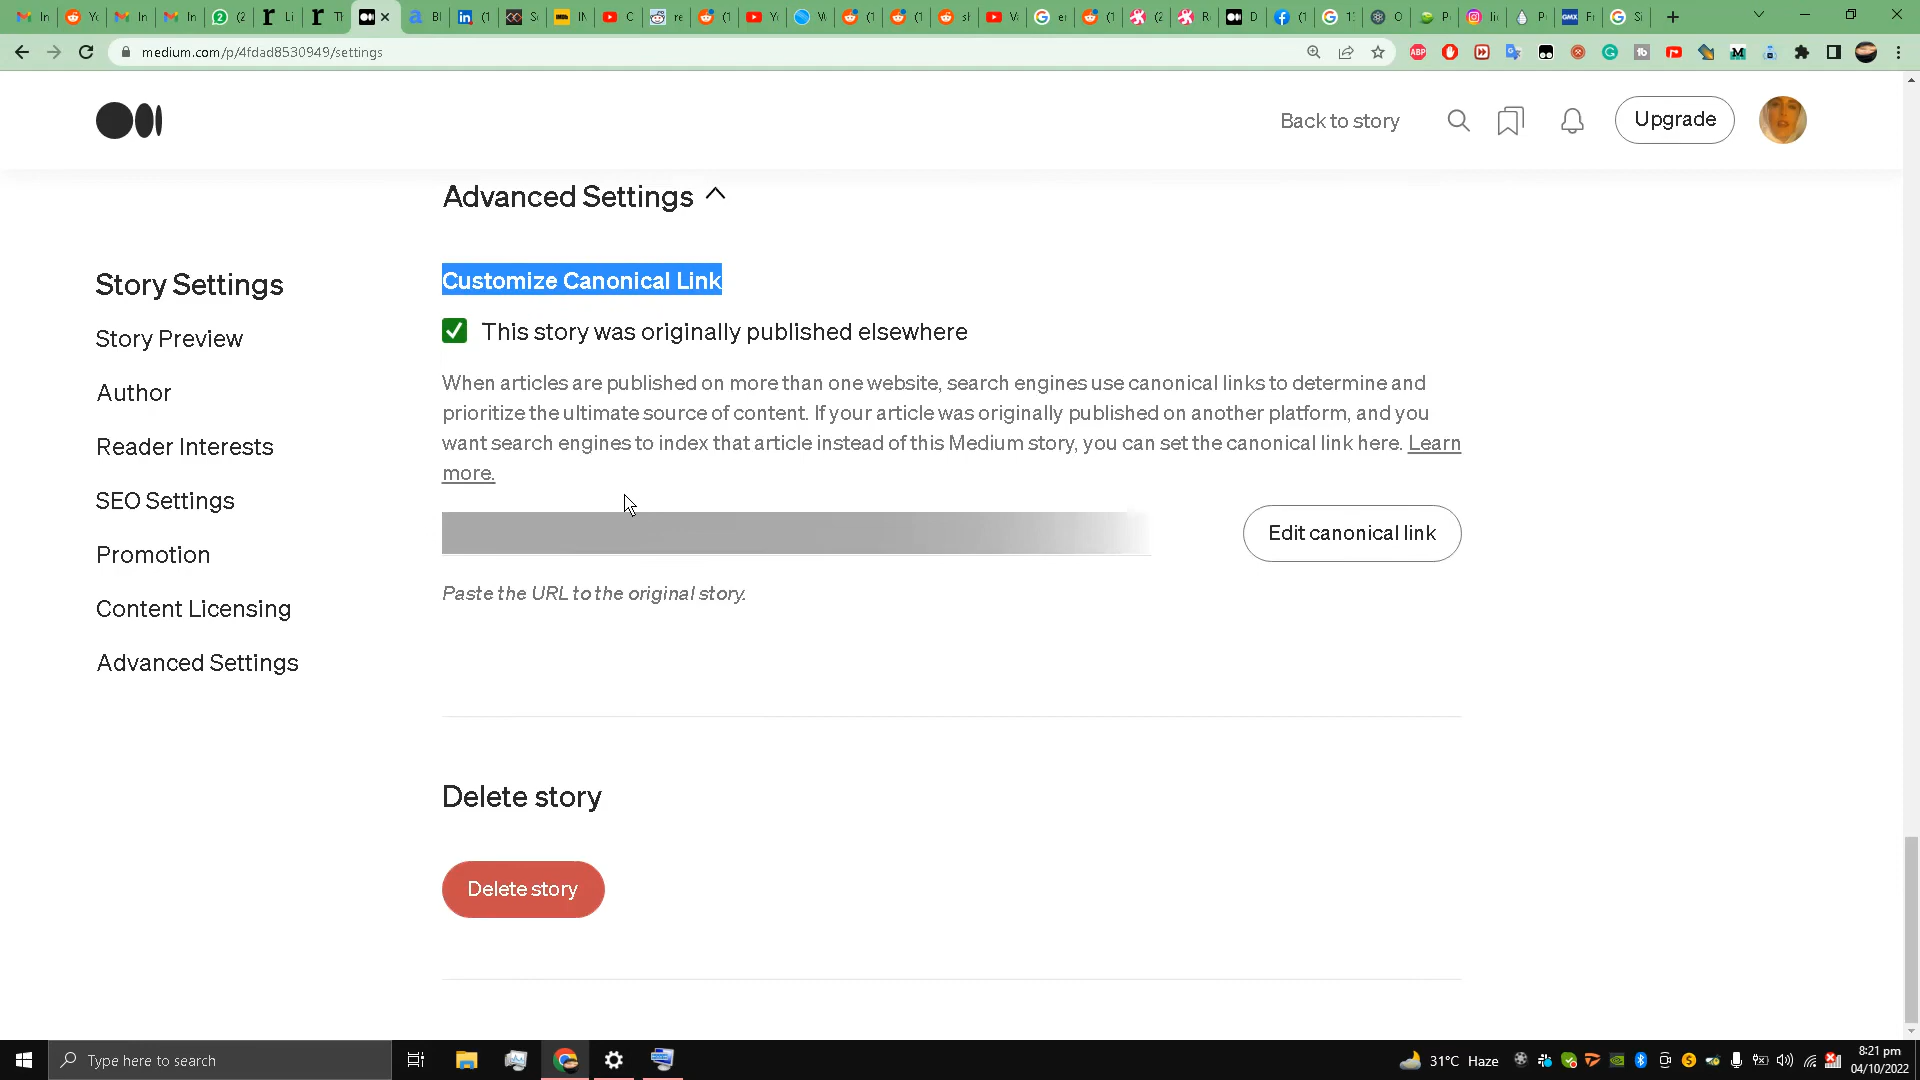 medium.com/p/4fdad8530949/settings
Back to story
Upgrade
Advanced Settings
Story Settings
Story Preview
Author
Reader Interests
SEO Settings
Promotion
Content Licensing
Advanced Settings
Customize Canonical Link
This story was originally published elsewhere
When articles are published on more than one website, search engines use canonical links to determine and
prioritize the ultimate source of content. If your article was originally published on another platform, and you
want search engines to index that article instead of this Medium story, you can set the canonical link here. Learn
more.
Edit canonical link
Paste the URL to the original story.
Delete story
Delete story
Type here to search
31°C Haze
8:21 pm
04/10/2022